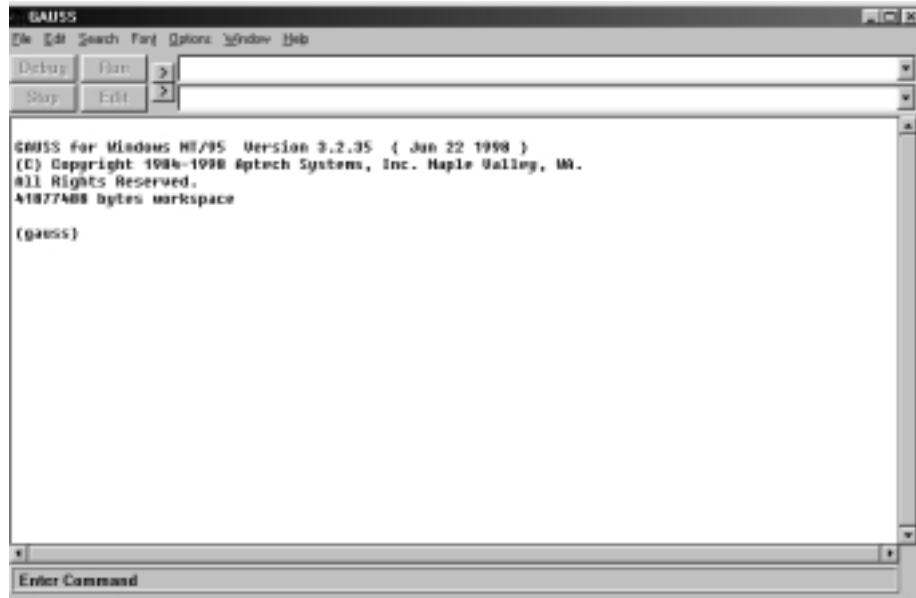 GAUSS
File Edit Search Font Options Window Help
Debug Run >
Stop Edit >
GAUSS for Windows NT/95 Version 3.2.35 ( Jun 22 1998 )
(C) Copyright 1984-1998 Aptech Systems, Inc. Maple Valley, WA.
All Rights Reserved.
bytes workspace
(gauss)
Enter Command